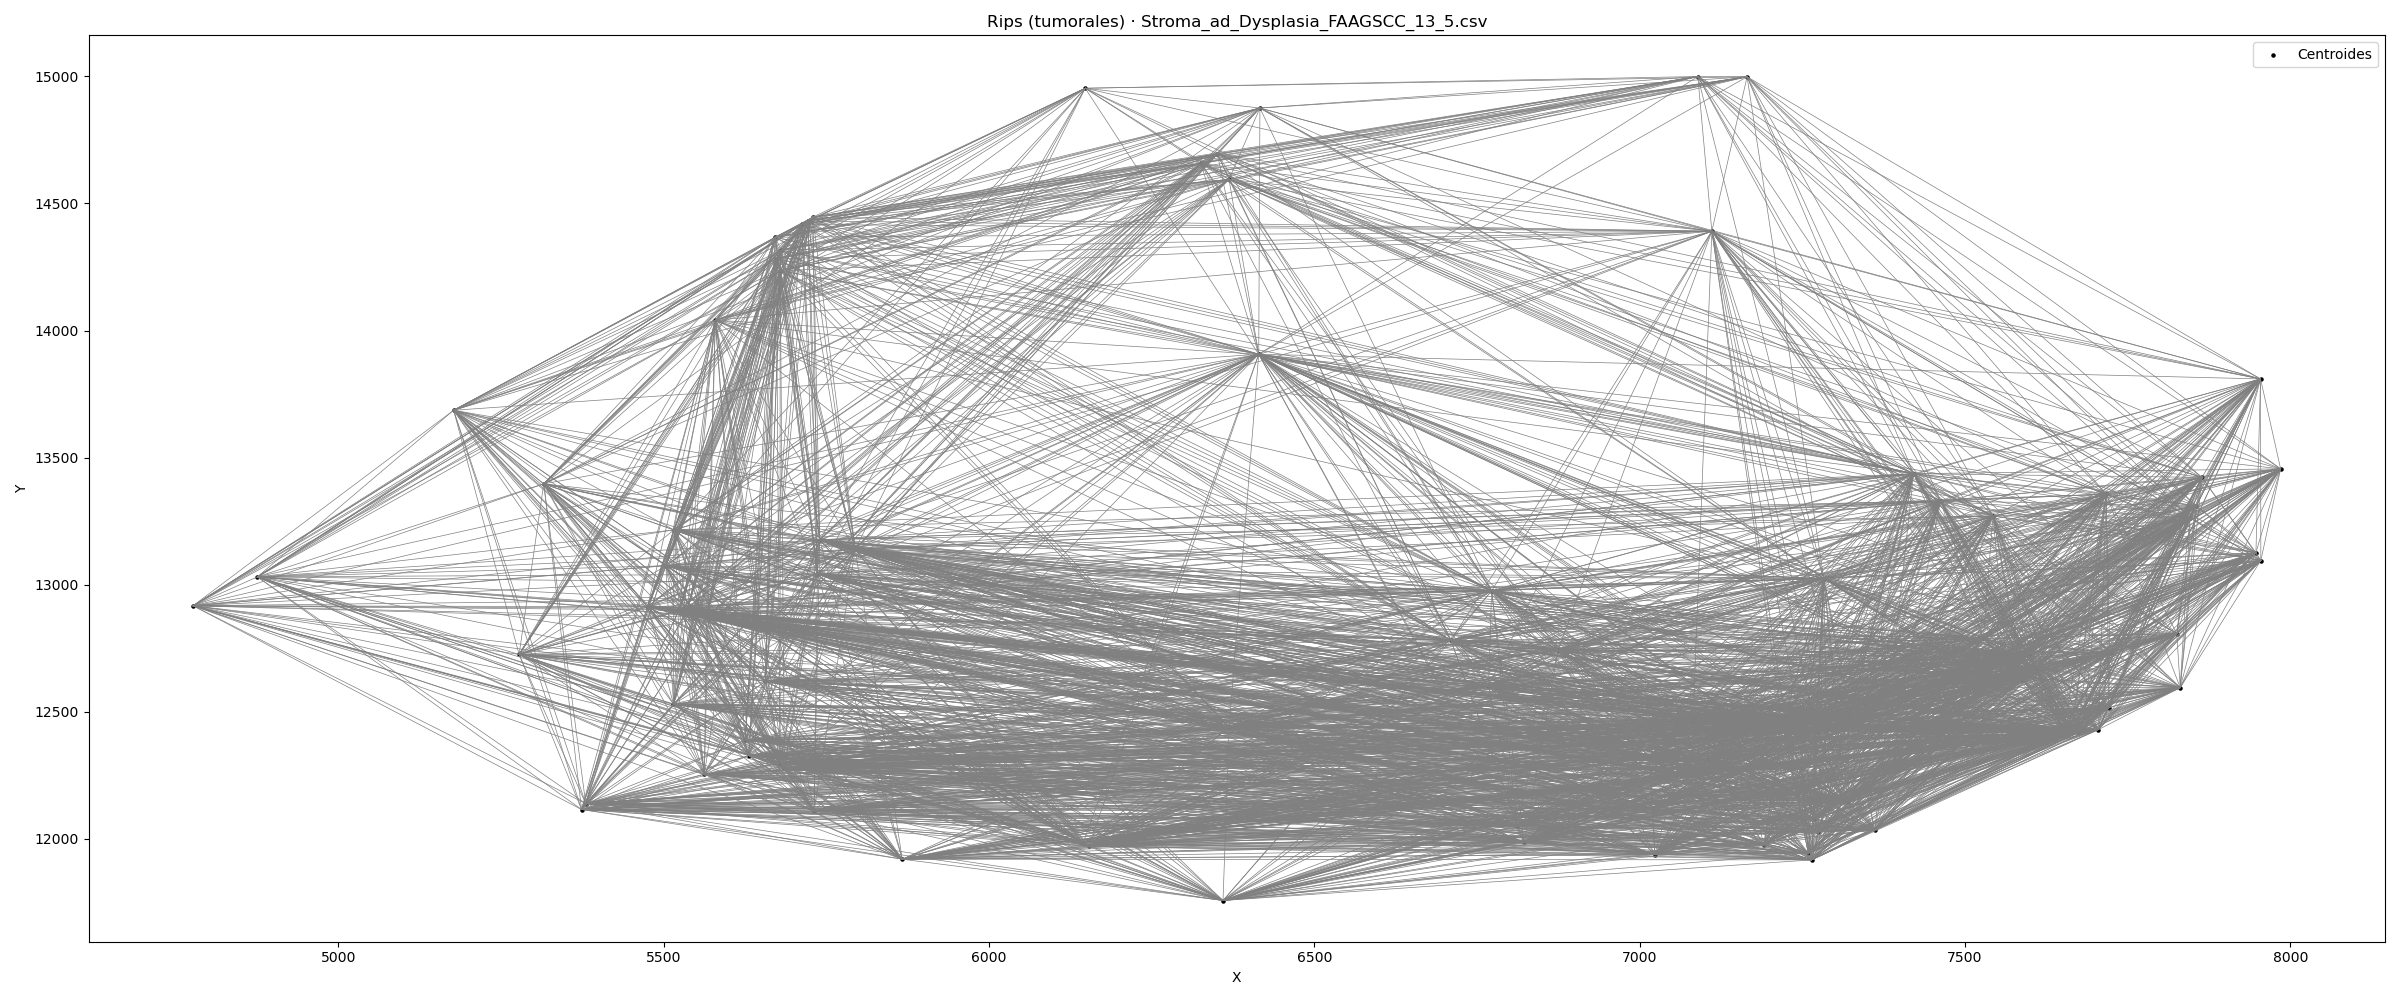 Rips (tumorales) · Stroma_ad_Dysplasia_FAAGSCC_13_5.csv
Centroides
15000
14500
14000
13500
13000
12500
12000
Y
5000 5500 6000 6500 7000 7500 8000
X